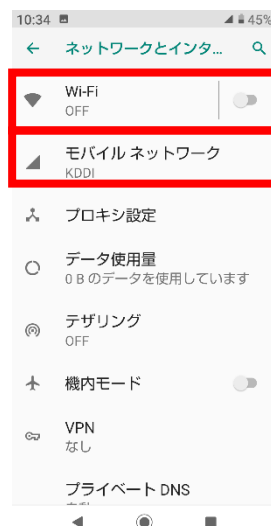 10:34
45%
ネットワークとインタ...
Wi-Fi
OFF
モバイル ネットワーク
KDDI
プロキシ設定
データ使用量
0 B のデータを使用しています
テザリング
OFF
機内モード
VPN
なし
プライベート DNS